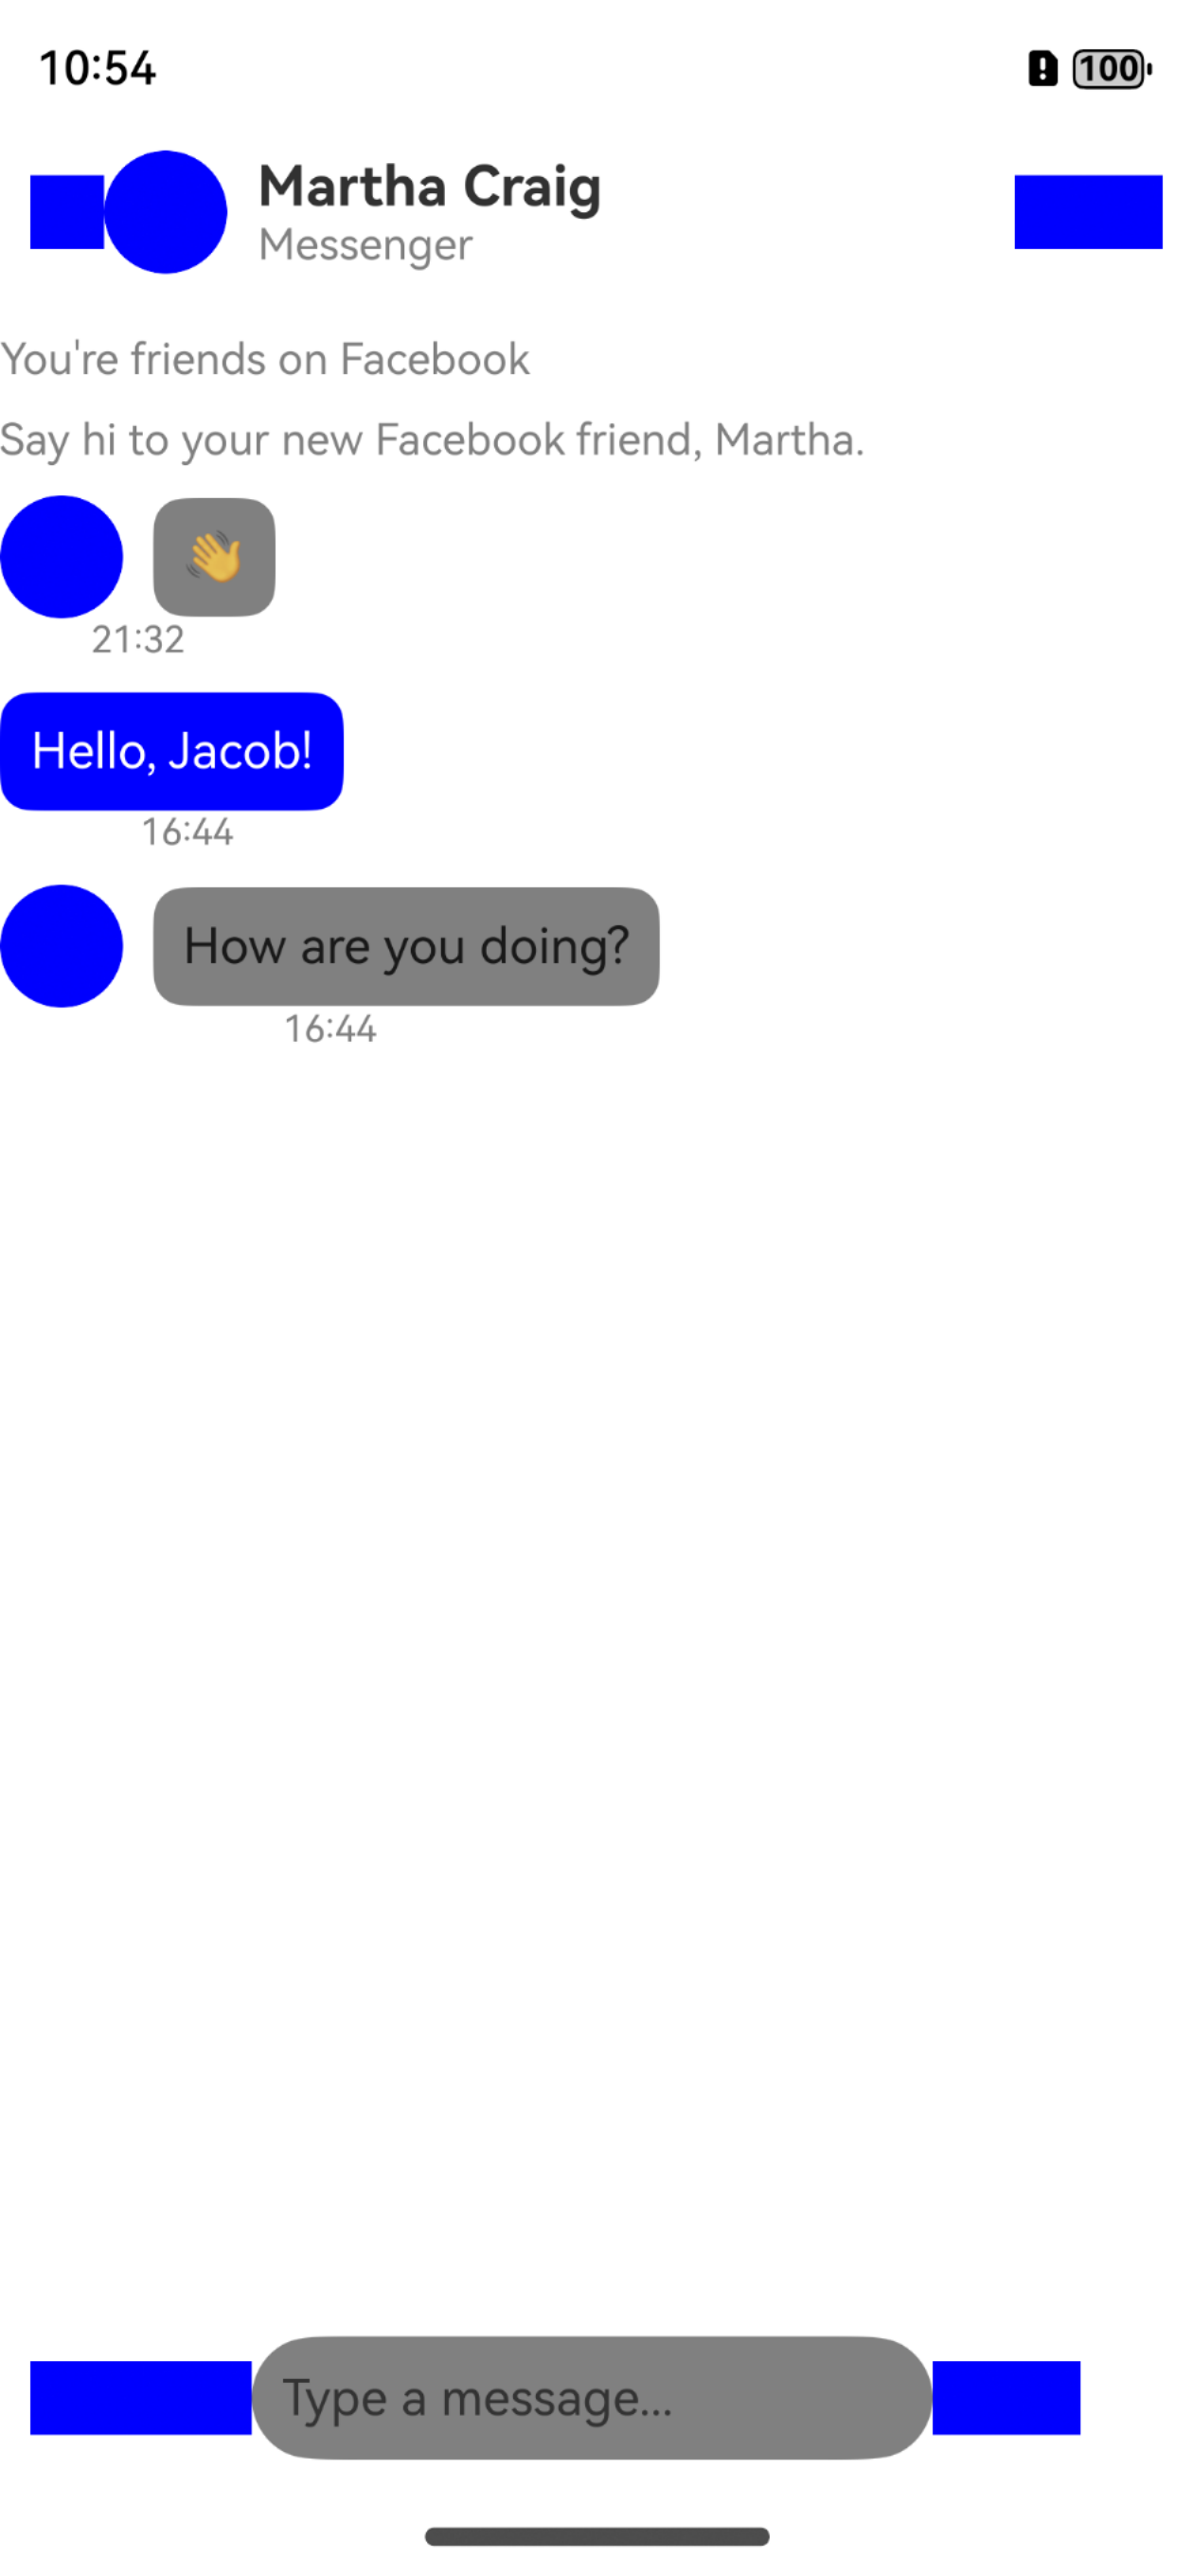 10:54
100
Martha Craig
Messenger
You're friends on Facebook
Say hi to your new Facebook friend, Martha.
👋
21:32
Hello, Jacob!
16:44
How are you doing?
16:44
Type a message...